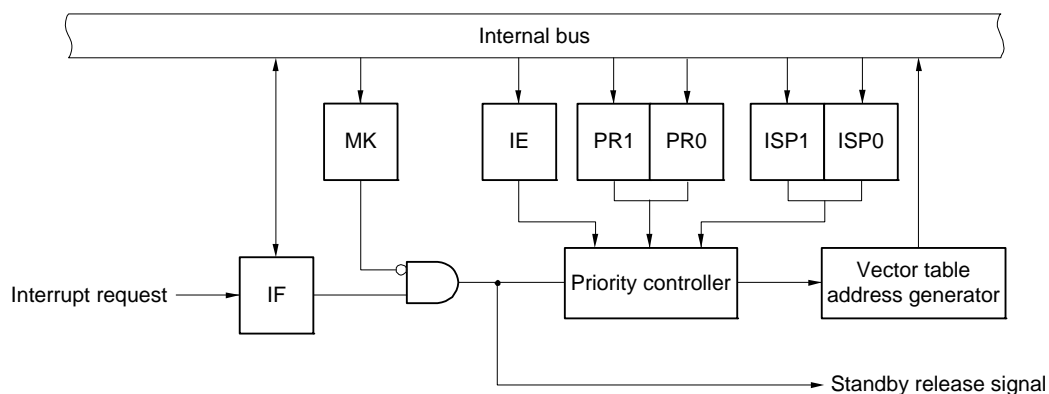 Internal bus
MK
IE
PR1
PR0
ISP1
ISP0
Interrupt request
IF
Priority controller
Vector table
address generator
Standby release signal